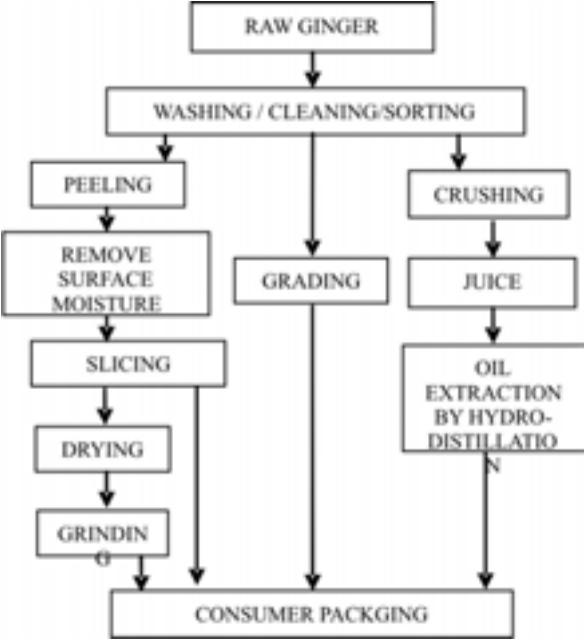 RAW GINGER
WASHING / CLEANING/SORTING
PEELING
CRUSHING
REMOVE
SURFACE
MOISTURE
GRADING
JUICE
SLICING
OIL
EXTRACTION
BY HYDRO-
DISTILLATIO
N
DRYING
GRINDIN
G
CONSUMER PACKGING